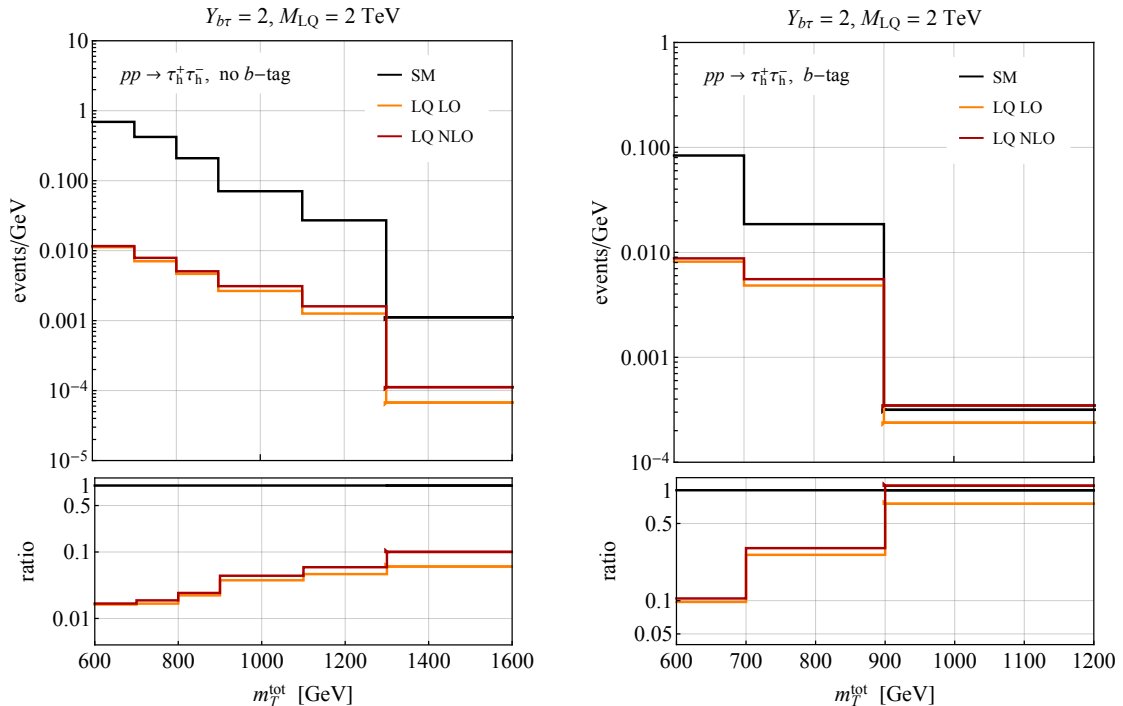 Y_{bτ} = 2, M_{LQ} = 2 TeV
pp → τ_h^+ τ_h^-, no b−tag
SM
LQ LO
LQ NLO
10
1
0.100
0.010
0.001
10^{-4}
10^{-5}
events/GeV
1
0.5
0.1
0.01
ratio
600 800 1000 1200 1400 1600
m_T^{tot} [GeV]
Y_{bτ} = 2, M_{LQ} = 2 TeV
pp → τ_h^+ τ_h^-, b−tag
SM
LQ LO
LQ NLO
1
0.100
0.010
0.001
10^{-4}
events/GeV
1
0.5
0.1
0.05
ratio
600 700 800 900 1000 1100 1200
m_T^{tot} [GeV]